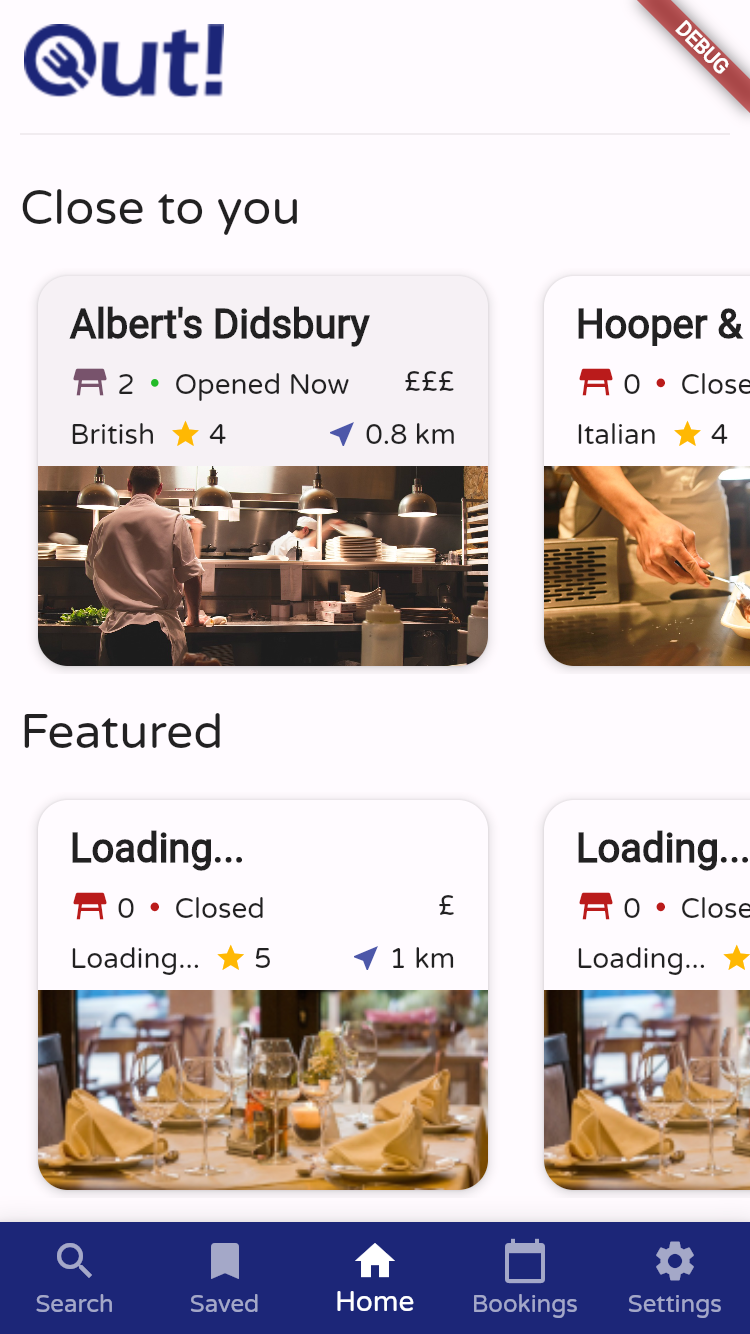 Out!
DEBUG
Close to you
Albert's Didsbury
2 • Opened Now £££
British 4 0.8 km
Hooper &
0 • Close
Italian 4
Featured
Loading...
0 • Closed £
Loading... 5 1 km
Loading...
0 • Close
Loading...
Search
Saved
Home
Bookings
Settings